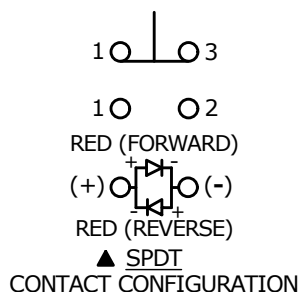 1 3
1 2
RED (FORWARD)
+ -
(+) (-)
- +
RED (REVERSE)
▲ SPDT
CONTACT CONFIGURATION